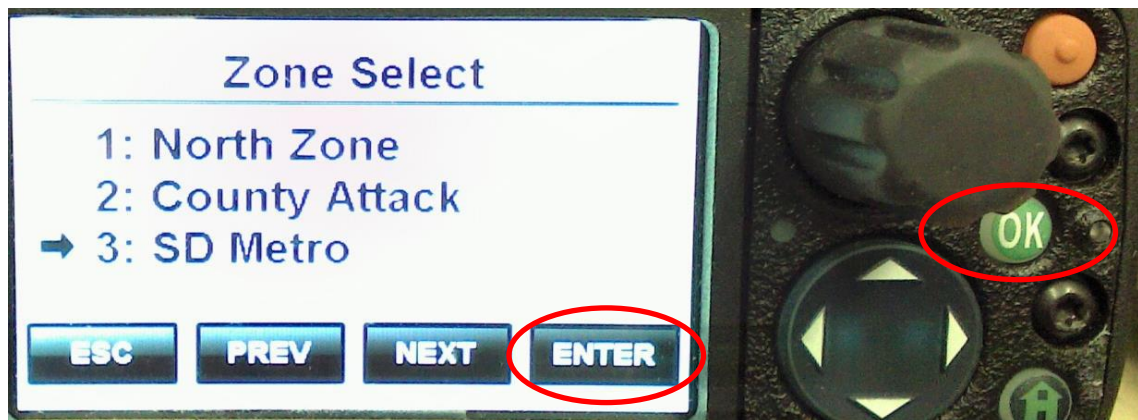 Zone Select
1: North Zone
2: County Attack
3: SD Metro
OK
ESC PREV NEXT ENTER